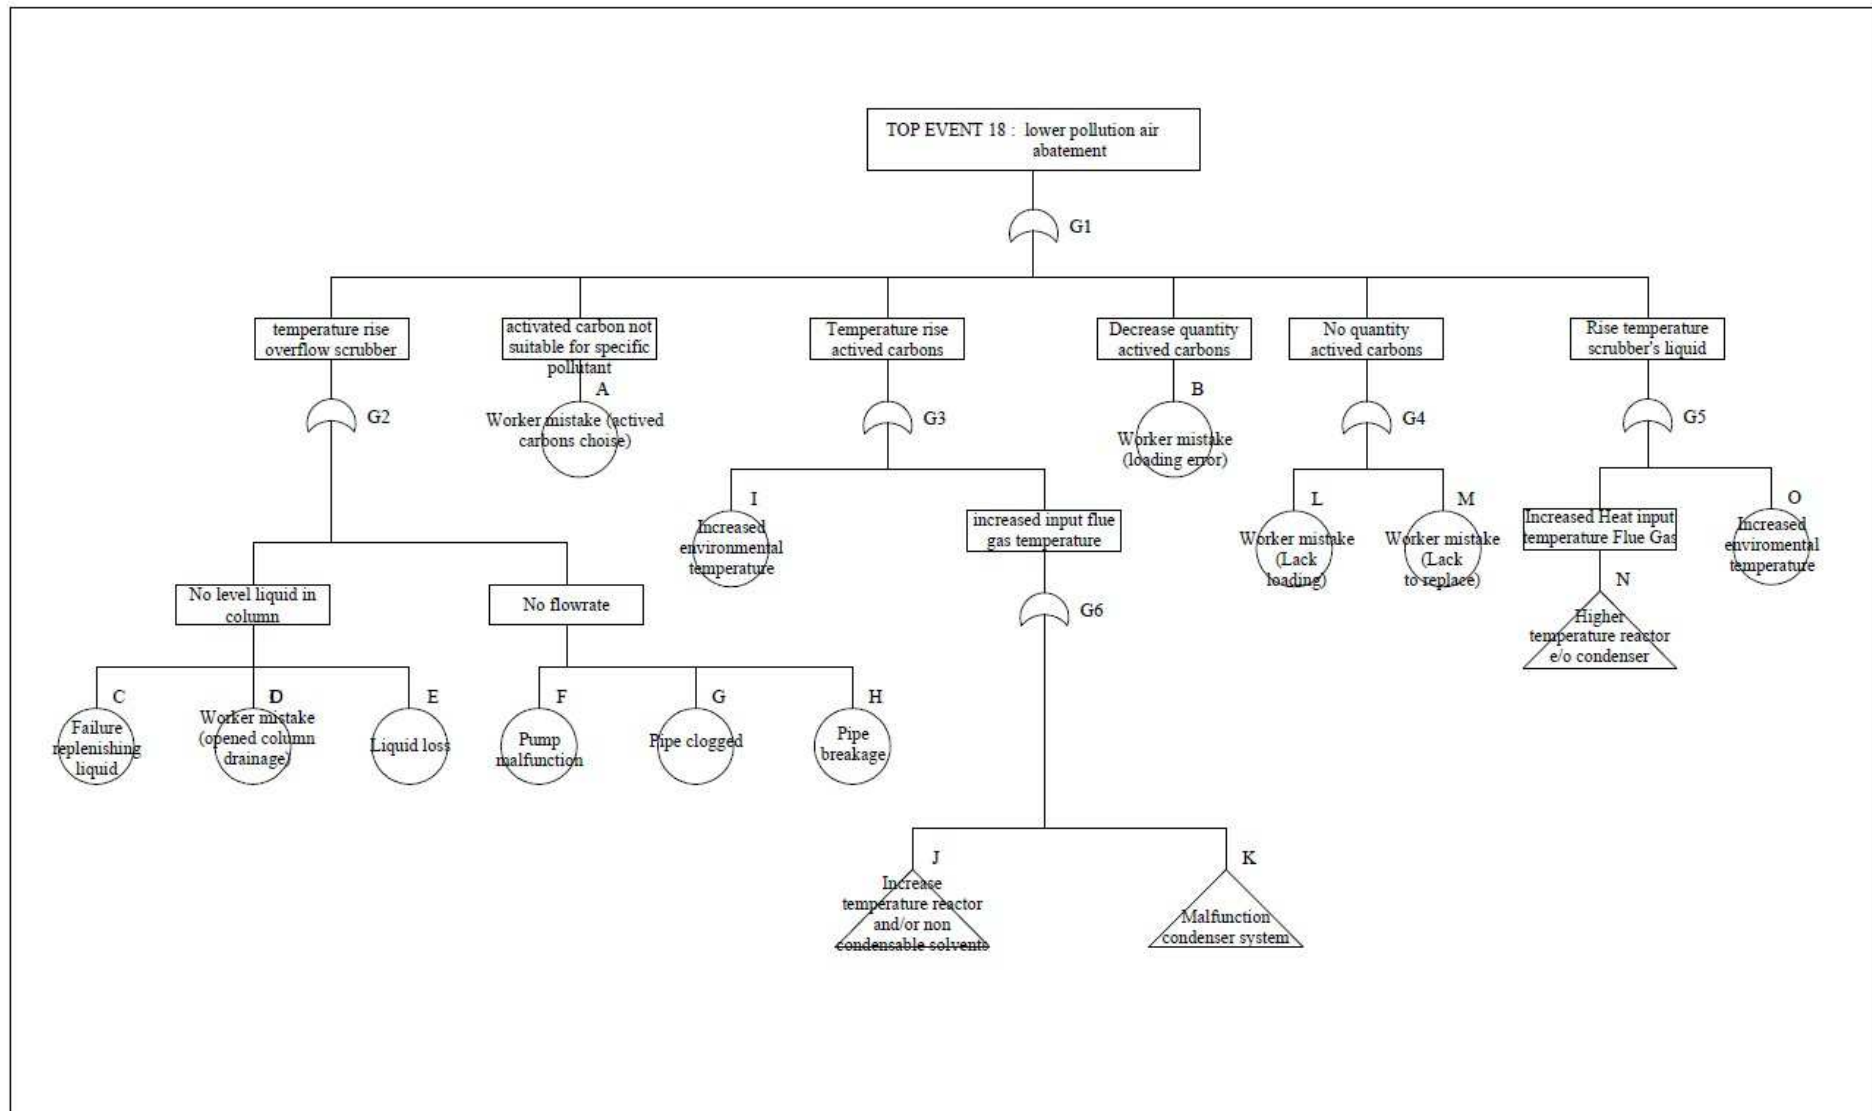 TOP EVENT 18 : lower pollution air
abatement
G1
temperature rise
overflow scrubber
activated carbon not
suitable for specific
pollutant
Temperature rise
actived carbons
Decrease quantity
actived carbons
No quantity
actived carbons
Rise temperature
scrubber's liquid
G2
A
Worker mistake (actived
carbons choise)
G3
B
Worker mistake
(loading error)
G4
G5
I
Increased
environmental
temperature
increased input flue
gas temperature
L
Worker mistake
(Lack
loading)
M
Worker mistake
(Lack
to replace)
Increased Heat input
temperature Flue Gas
O
Increased
enviromental
temperature
No level liquid in
column
No flowrate
G6
N
Higher
temperature reactor
e/o condenser
C
Failure
replenishing
liquid
D
Worker mistake
(opened column
drainage)
E
Liquid loss
F
Pump
malfunction
G
Pipe clogged
H
Pipe
breakage
J
Increase
temperature reactor
and/or non
condensable solvents
K
Malfunction
condenser system